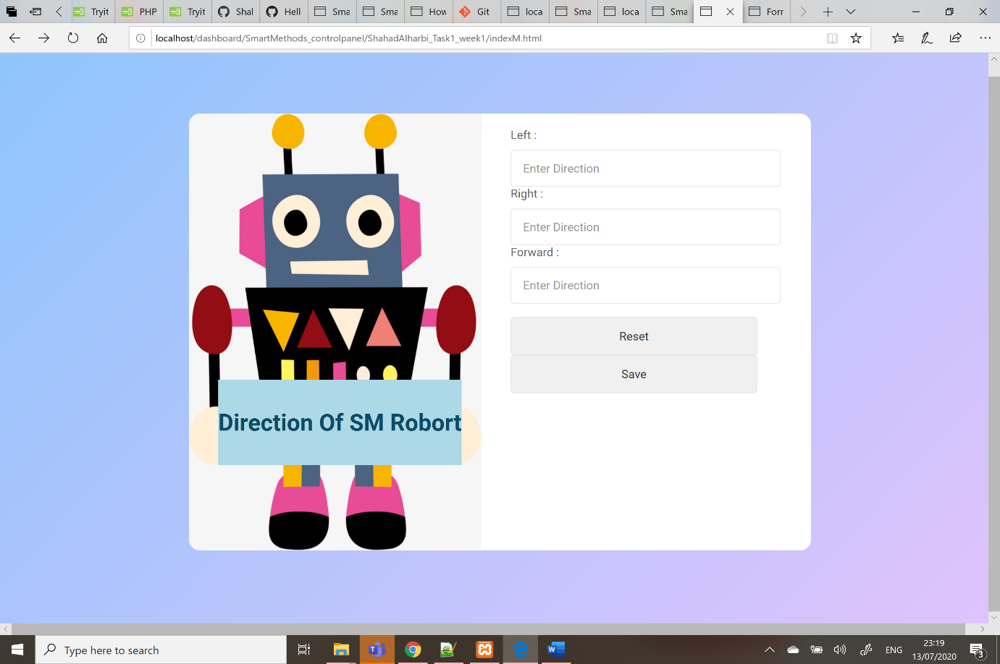 Tryit
PHP
Tryit
Shal
Hell
Sma
Sma
How
Git
loca
Sma
loca
Sma
Forr
localhost/dashboard/SmartMethods_controlpanel/ShahadAlharbi_Task1_week1/indexM.html
Left :
Enter Direction
Right :
Enter Direction
Forward :
Enter Direction
Reset
Save
Direction Of SM Robort
Type here to search
ENG
23:19
13/07/2020
3